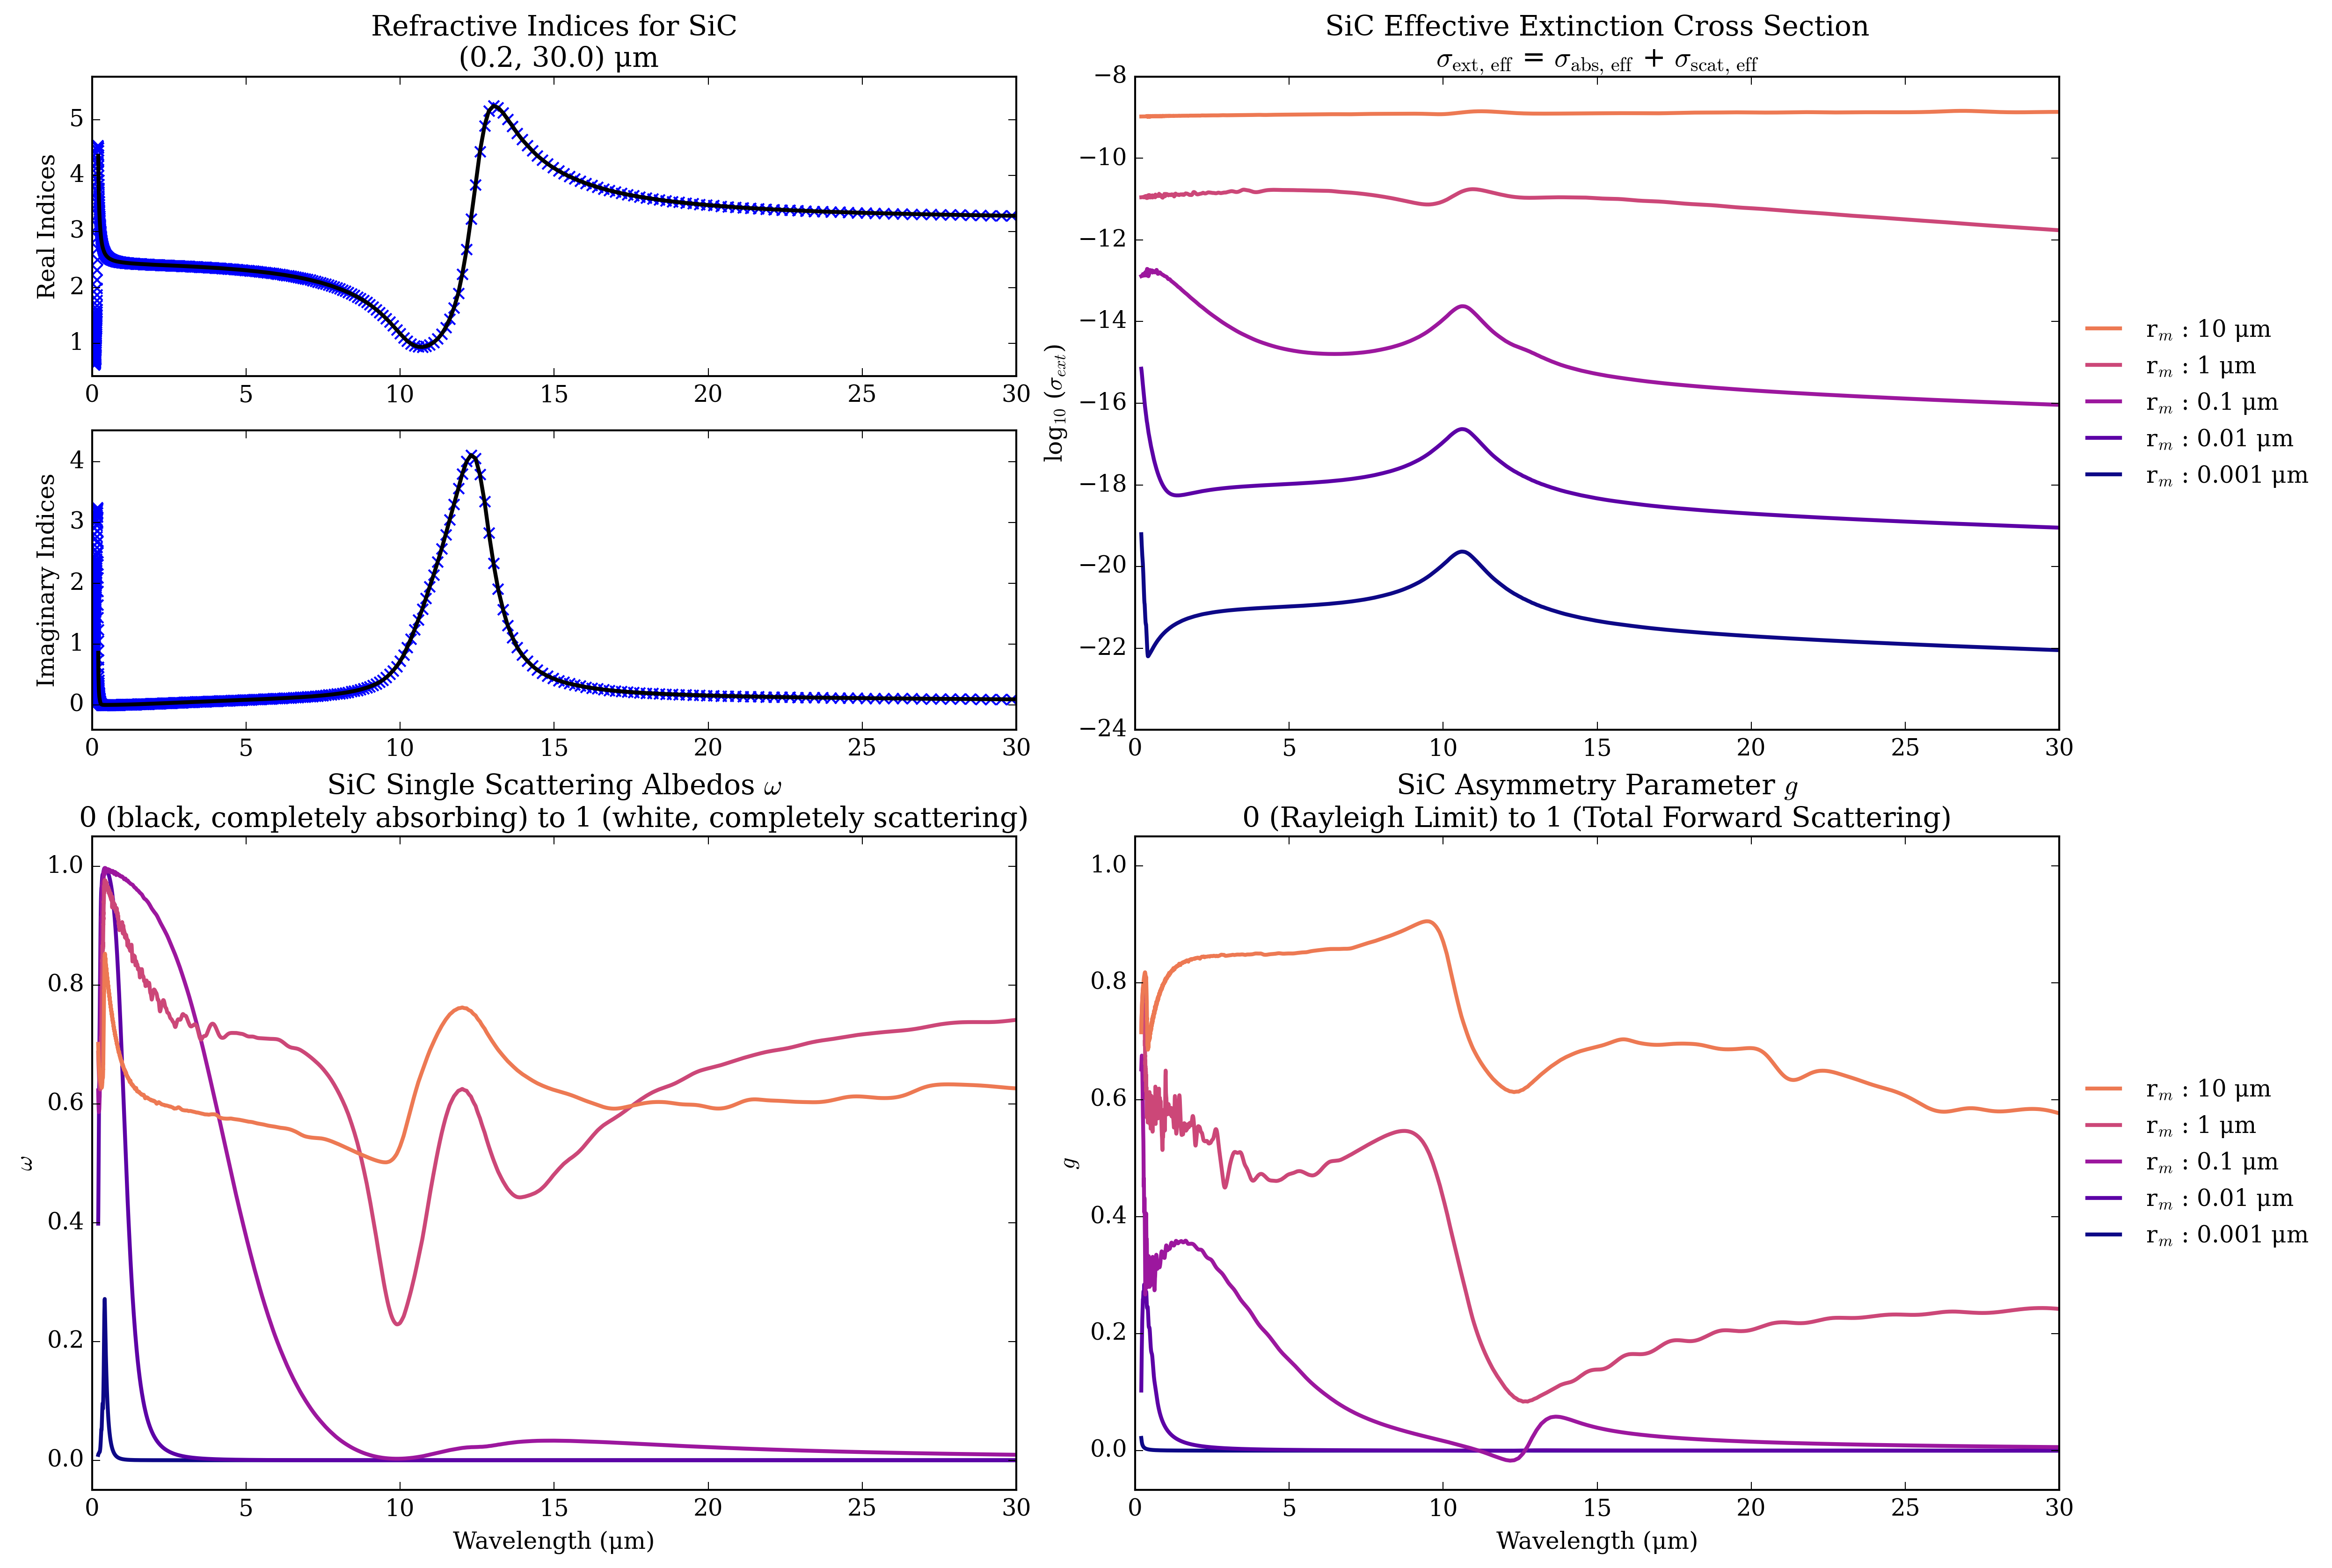 Refractive Indices for SiC
(0.2, 30.0) μm
Real Indices
5
4
3
2
1
0 5 10 15 20 25 30
Imaginary Indices
4
3
2
1
0
0 5 10 15 20 25 30
SiC Effective Extinction Cross Section
σext, eff = σabs, eff + σscat, eff
log10 (σext)
−8
−10
−12
−14
−16
−18
−20
−22
−24
0 5 10 15 20 25 30
rm : 10 μm
rm : 1 μm
rm : 0.1 μm
rm : 0.01 μm
rm : 0.001 μm
SiC Single Scattering Albedos ω
0 (black, completely absorbing) to 1 (white, completely scattering)
ω
1.0
0.8
0.6
0.4
0.2
0.0
0 5 10 15 20 25 30
Wavelength (μm)
SiC Asymmetry Parameter g
0 (Rayleigh Limit) to 1 (Total Forward Scattering)
g
1.0
0.8
0.6
0.4
0.2
0.0
0 5 10 15 20 25 30
Wavelength (μm)
rm : 10 μm
rm : 1 μm
rm : 0.1 μm
rm : 0.01 μm
rm : 0.001 μm